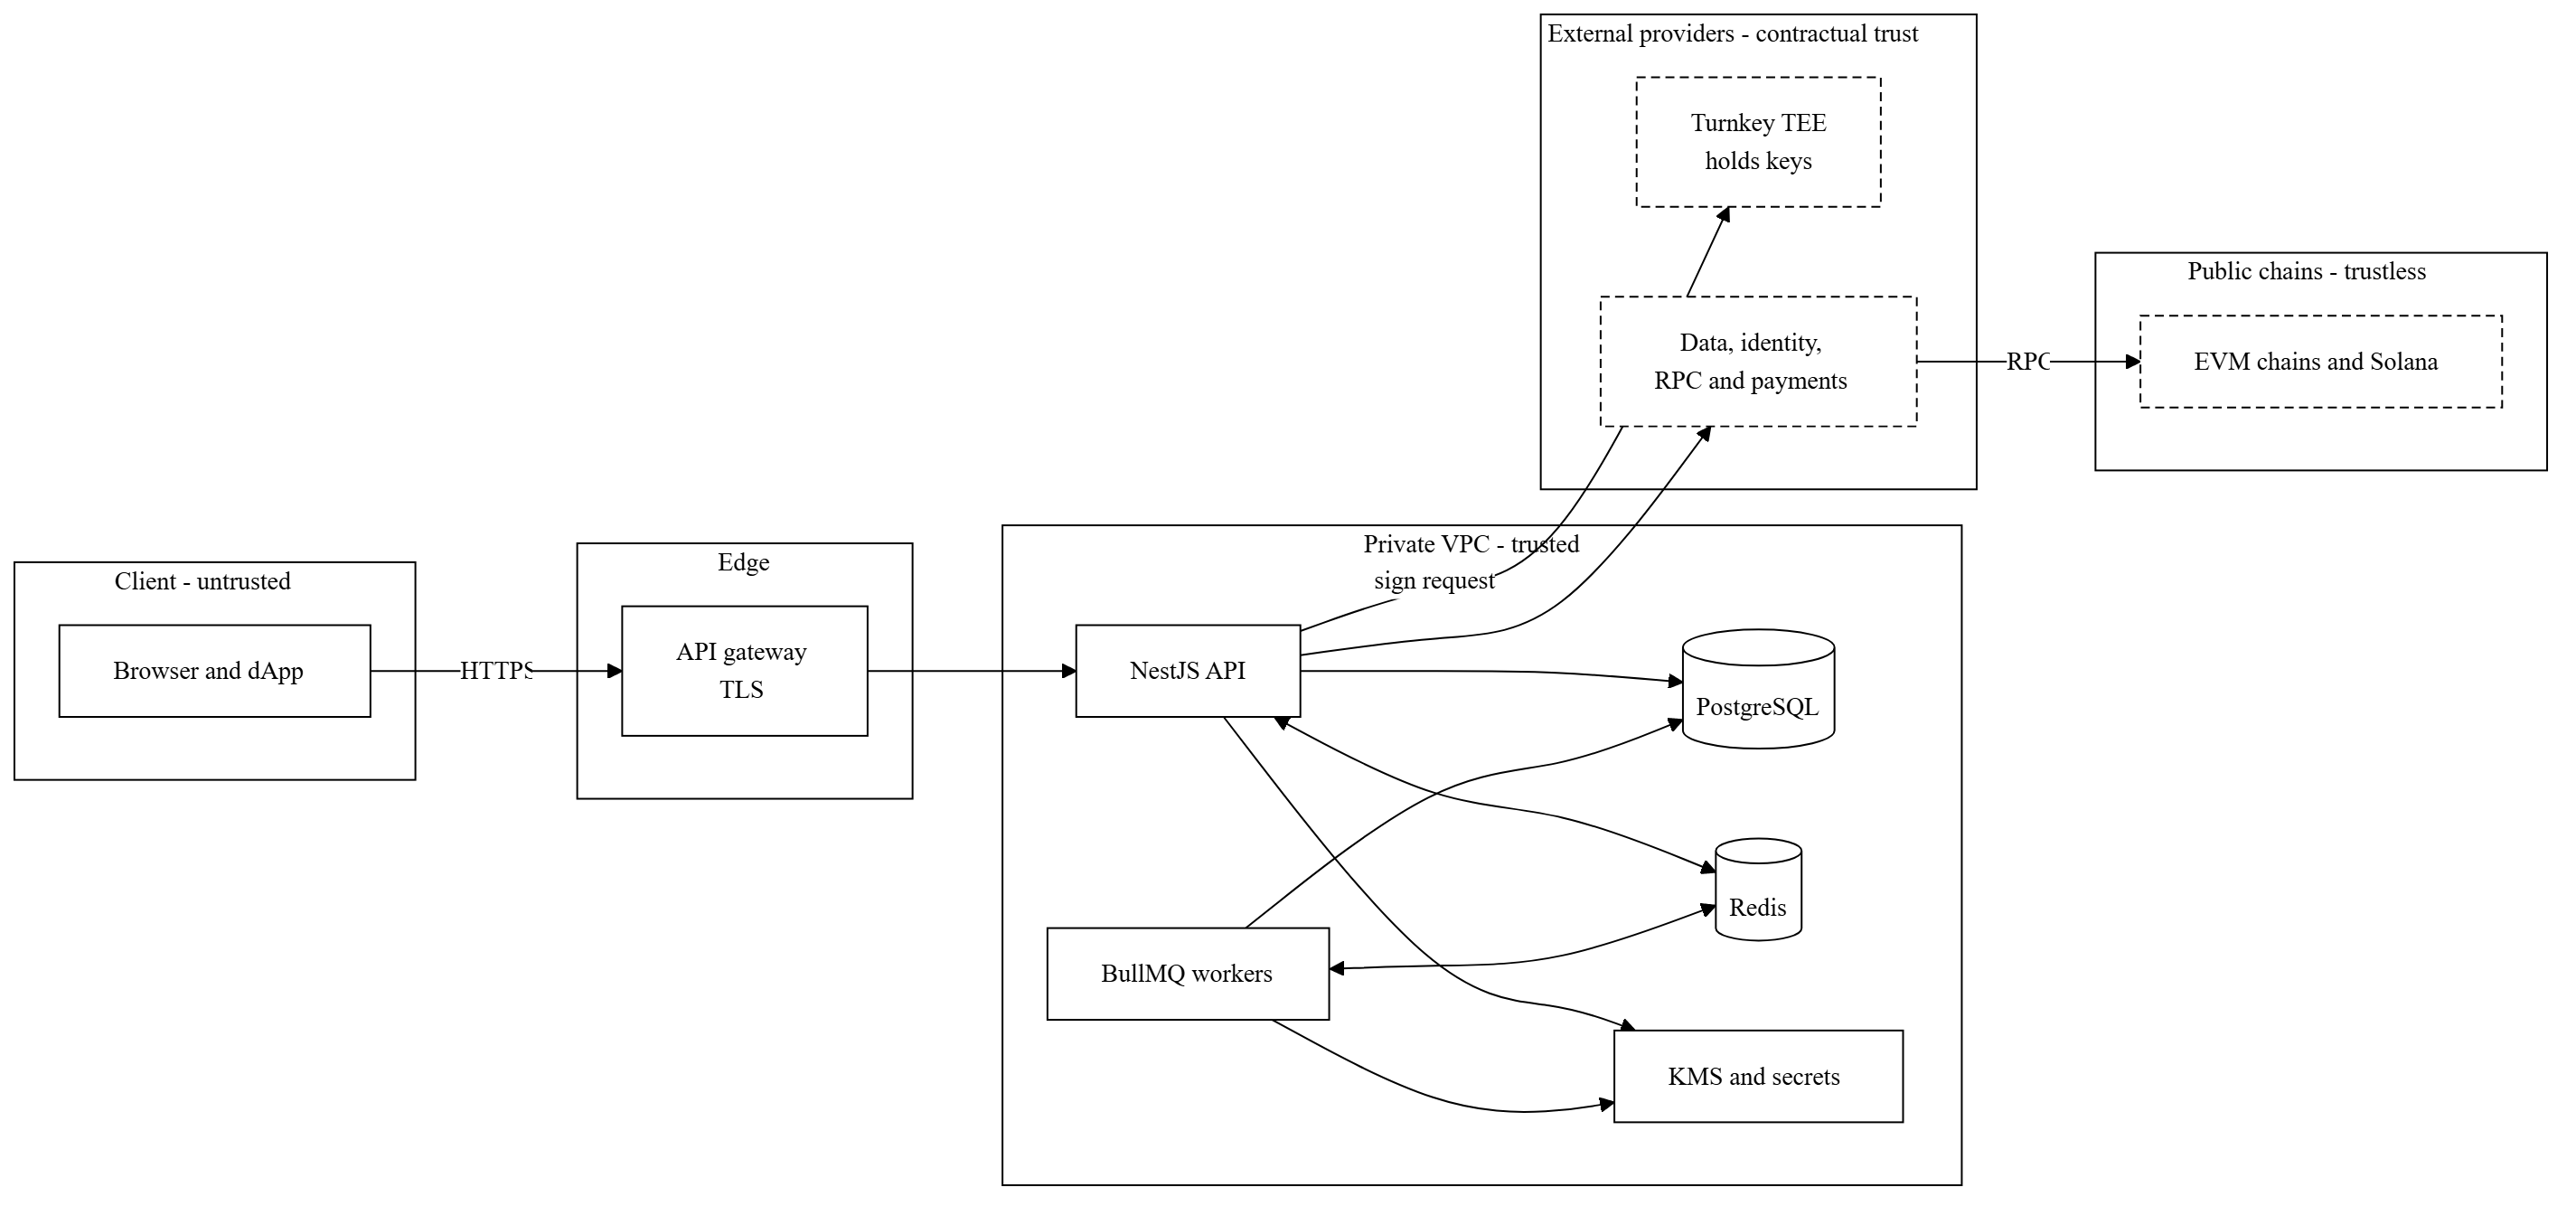 External providers - contractual trust
Turnkey TEE
holds keys
Data, identity,
RPC and payments
Public chains - trustless
RPC
EVM chains and Solana
Client - untrusted
Browser and dApp
HTTPS
Edge
API gateway
TLS
Private VPC - trusted
sign request
NestJS API
PostgreSQL
Redis
BullMQ workers
KMS and secrets